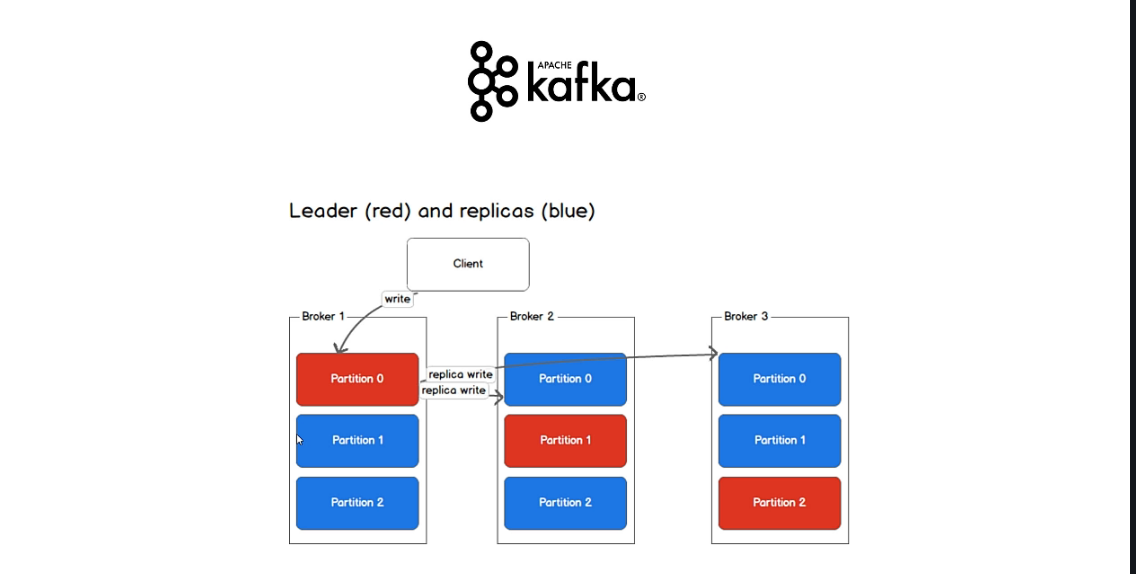 APACHE
kafka®
Leader (red) and replicas (blue)
Client
write
Broker 1
Broker 2
Broker 3
Partition 0
replica write
replica write
Partition 0
Partition 0
Partition 1
Partition 1
Partition 1
Partition 2
Partition 2
Partition 2